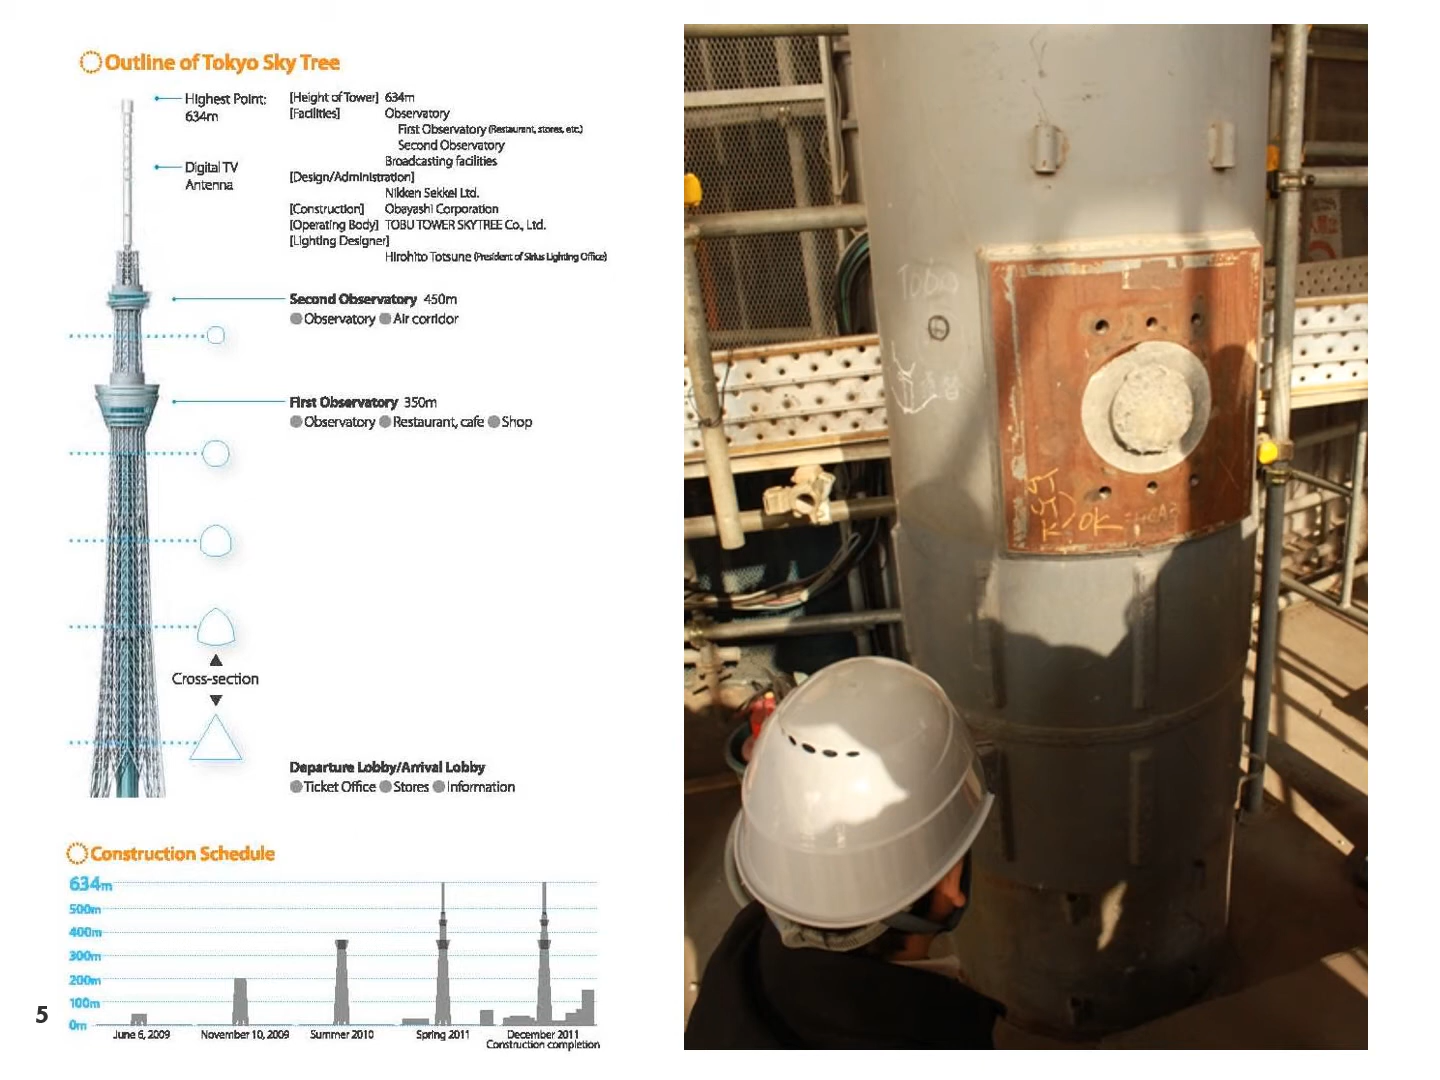 Outline of Tokyo Sky Tree
Highest Point:
634m
Digital TV
Antenna
[Height of Tower] 634m
[Facilities] Observatory
First Observatory (Restaurant, stores, etc.)
Second Observatory
Broadcasting facilities
[Design/Administration]
Nikken Sekkei Ltd.
[Construction] Obayashi Corporation
[Operating Body] TOBU TOWER SKYTREE Co., Ltd.
[Lighting Designer]
Hirohito Totsune (President of Sirius Lighting Office)
Second Observatory 450m
Observatory Air corridor
First Observatory 350m
Observatory Restaurant, cafe Shop
Cross-section
Departure Lobby/Arrival Lobby
Ticket Office Stores Information
Construction Schedule
634m
500m
400m
300m
200m
100m
0m
June 6, 2009 November 10, 2009 Summer 2010 Spring 2011 December 2011
Construction completion
5
OK